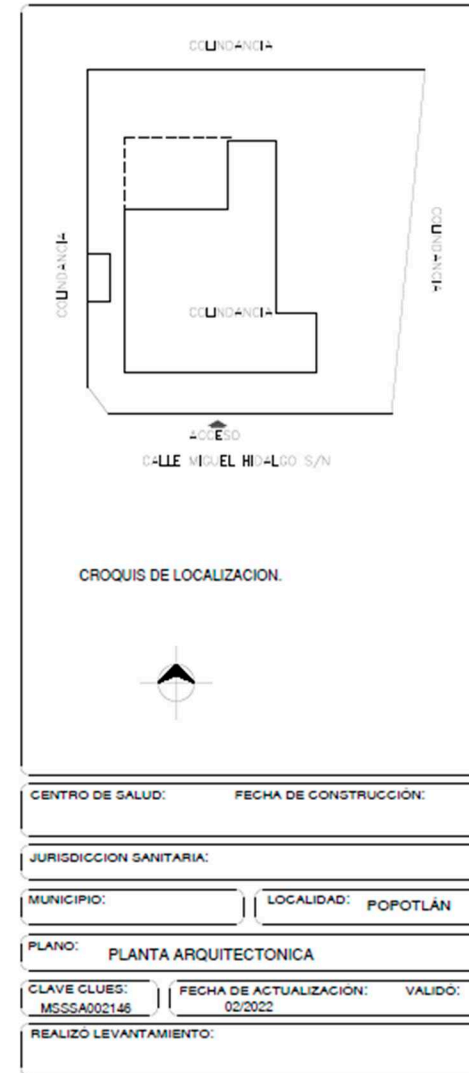 COLINDANCIA
COLINDANCIA
COLINDANCIA
COLINDANCIA
ACCESO
CALLE MIGUEL HIDALGO S/N
CROQUIS DE LOCALIZACION.
CENTRO DE SALUD: FECHA DE CONSTRUCCIÓN:
JURISDICCION SANITARIA:
MUNICIPIO: LOCALIDAD: POPOTLÁN
PLANO: PLANTA ARQUITECTONICA
CLAVE CLUES: FECHA DE ACTUALIZACIÓN: VALIDÓ:
MSSSA002146 02/2022
REALIZÓ LEVANTAMIENTO: